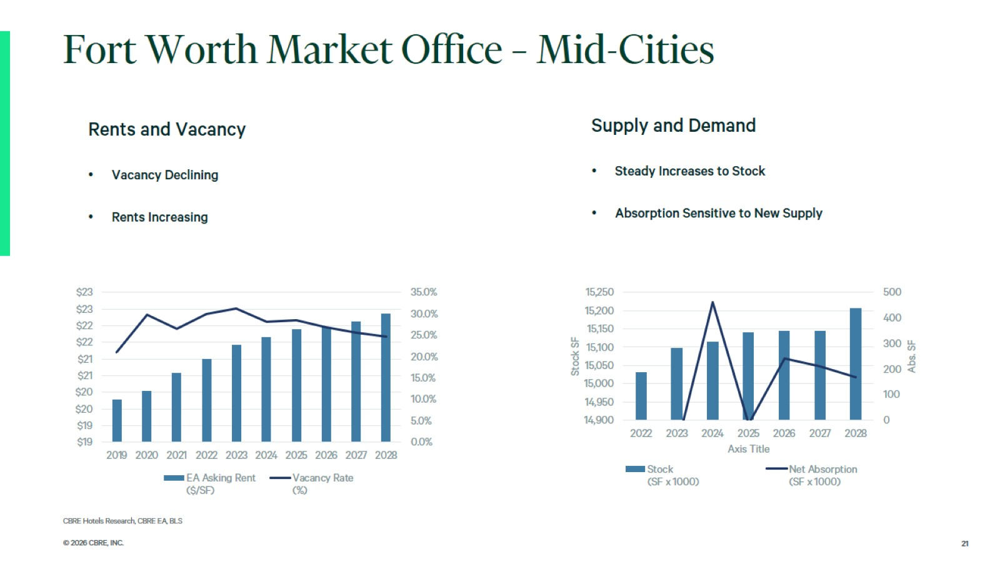 Fort Worth Market Office – Mid-Cities
Rents and Vacancy
• Vacancy Declining
• Rents Increasing
Supply and Demand
• Steady Increases to Stock
• Absorption Sensitive to New Supply
$23
$23
$22
$22
$21
$21
$20
$20
$19
$19
35.0%
30.0%
25.0%
20.0%
15.0%
10.0%
5.0%
0.0%
2019 2020 2021 2022 2023 2024 2025 2026 2027 2028
EA Asking Rent
($/SF)
Vacancy Rate
(%)
Stock SF
15,250
15,200
15,150
15,100
15,050
15,000
14,950
14,900
500
400
300
200
100
0
Abs. SF
2022 2023 2024 2025 2026 2027 2028
Axis Title
Stock
(SF x 1000)
Net Absorption
(SF x 1000)
CBRE Hotels Research, CBRE EA, BLS
© 2026 CBRE, INC.
21